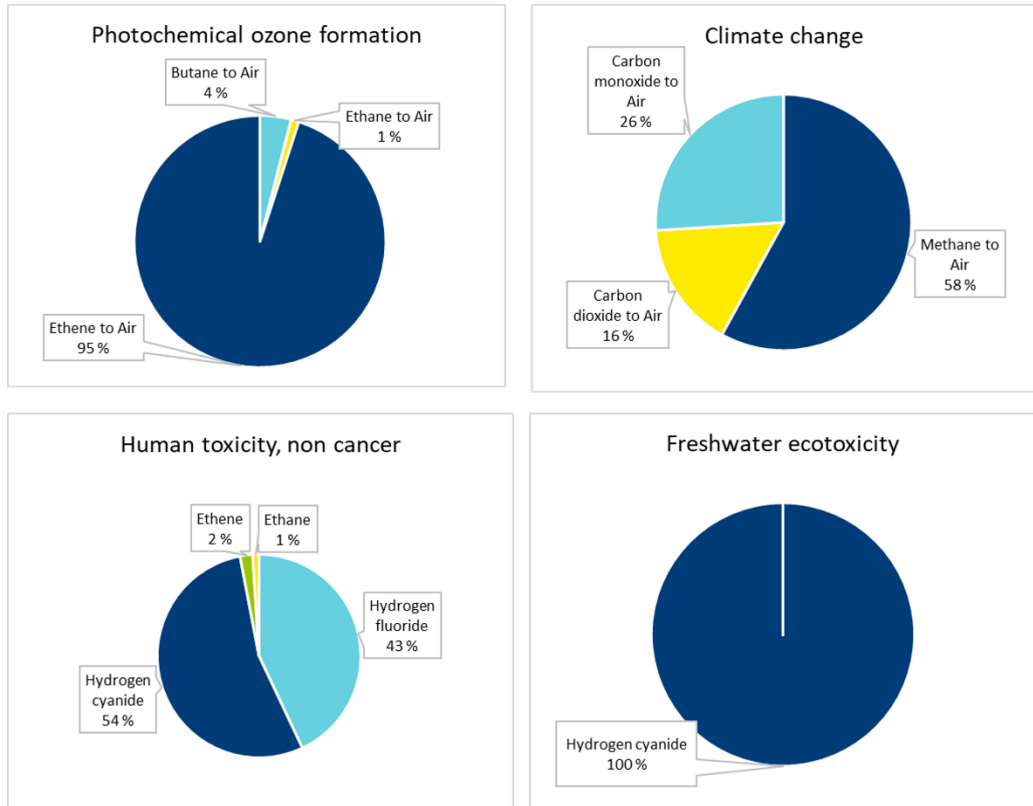 Photochemical ozone formation
Butane to Air
4 %
Ethane to Air
1 %
Ethene to Air
95 %
Climate change
Carbon
monoxide to
Air
26 %
Methane to
Air
58 %
Carbon
dioxide to Air
16 %
Human toxicity, non cancer
Ethene
2 %
Ethane
1 %
Hydrogen
fluoride
43 %
Hydrogen
cyanide
54 %
Freshwater ecotoxicity
Hydrogen cyanide
100 %